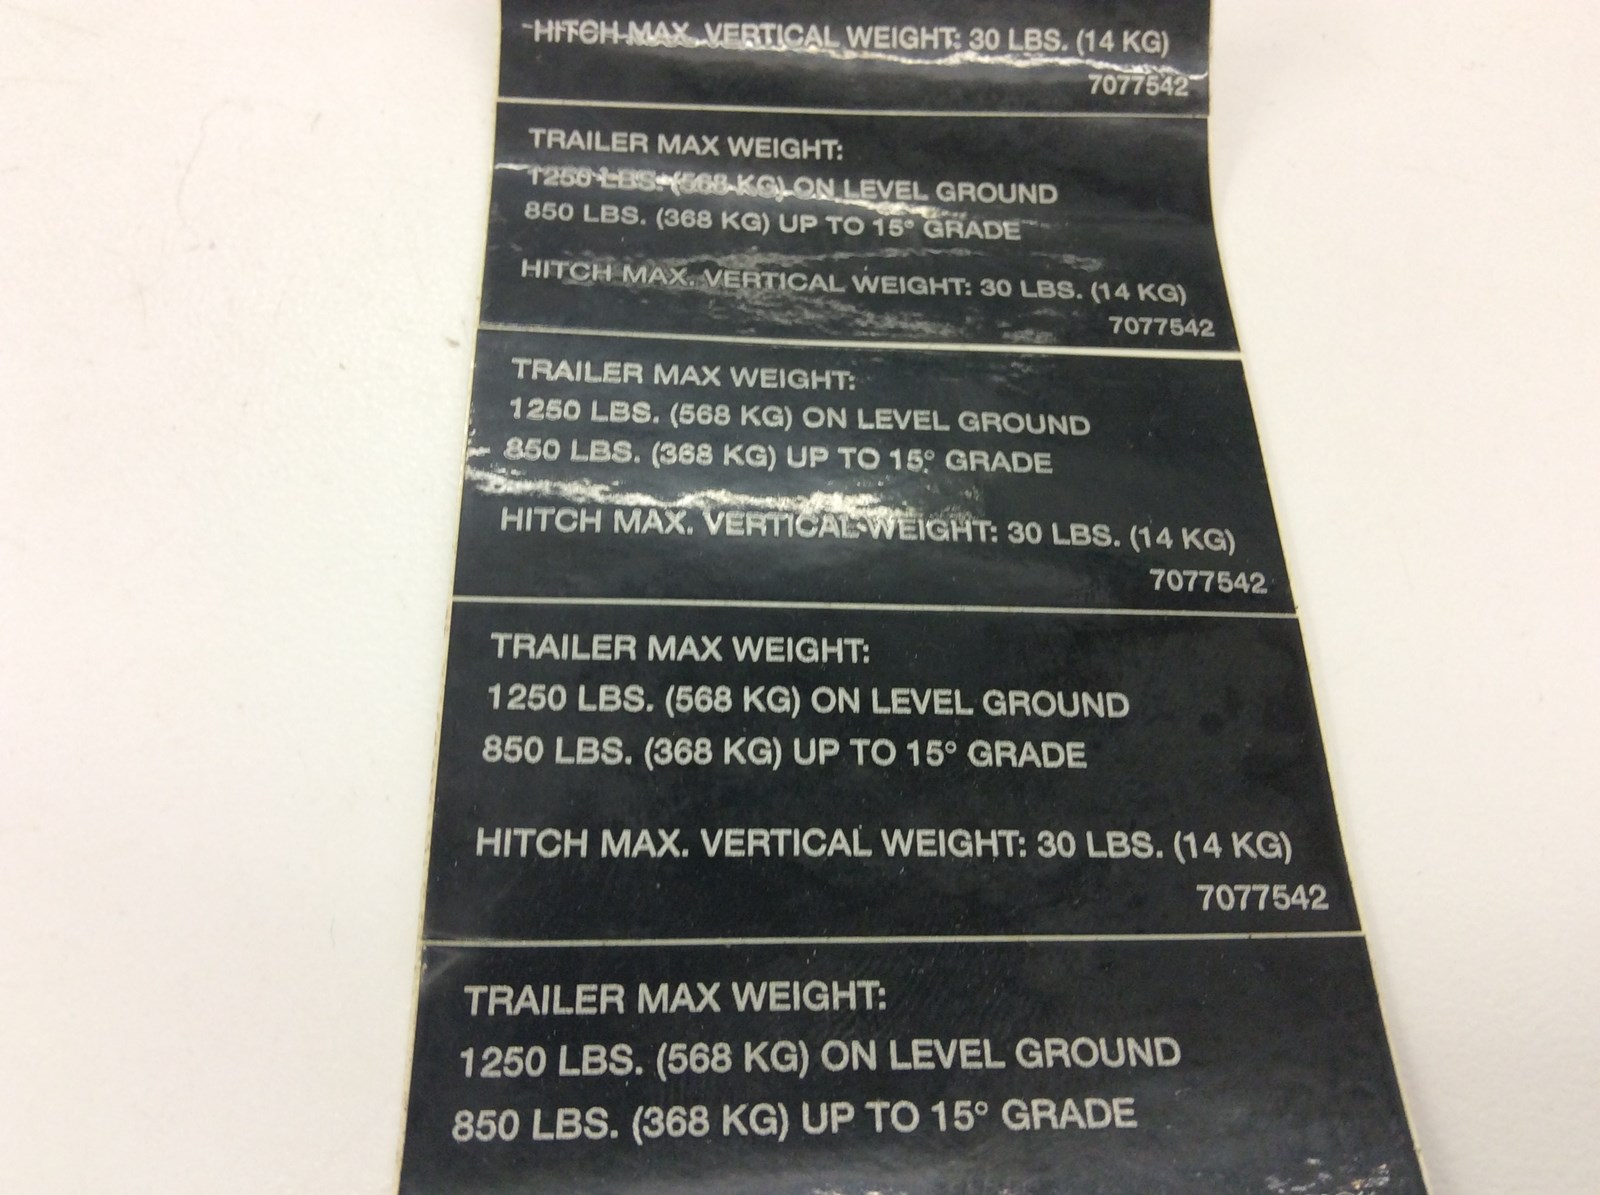 HITCH MAX. VERTICAL WEIGHT: 30 LBS. (14 KG)
7077542
TRAILER MAX WEIGHT:
1250 LBS. (568 KG) ON LEVEL GROUND
850 LBS. (368 KG) UP TO 15° GRADE
HITCH MAX. VERTICAL WEIGHT: 30 LBS. (14 KG)
7077542
TRAILER MAX WEIGHT:
1250 LBS. (568 KG) ON LEVEL GROUND
850 LBS. (368 KG) UP TO 15° GRADE
HITCH MAX. VERTICAL WEIGHT: 30 LBS. (14 KG)
7077542
TRAILER MAX WEIGHT:
1250 LBS. (568 KG) ON LEVEL GROUND
850 LBS. (368 KG) UP TO 15° GRADE
HITCH MAX. VERTICAL WEIGHT: 30 LBS. (14 KG)
7077542
TRAILER MAX WEIGHT:
1250 LBS. (568 KG) ON LEVEL GROUND
850 LBS. (368 KG) UP TO 15° GRADE